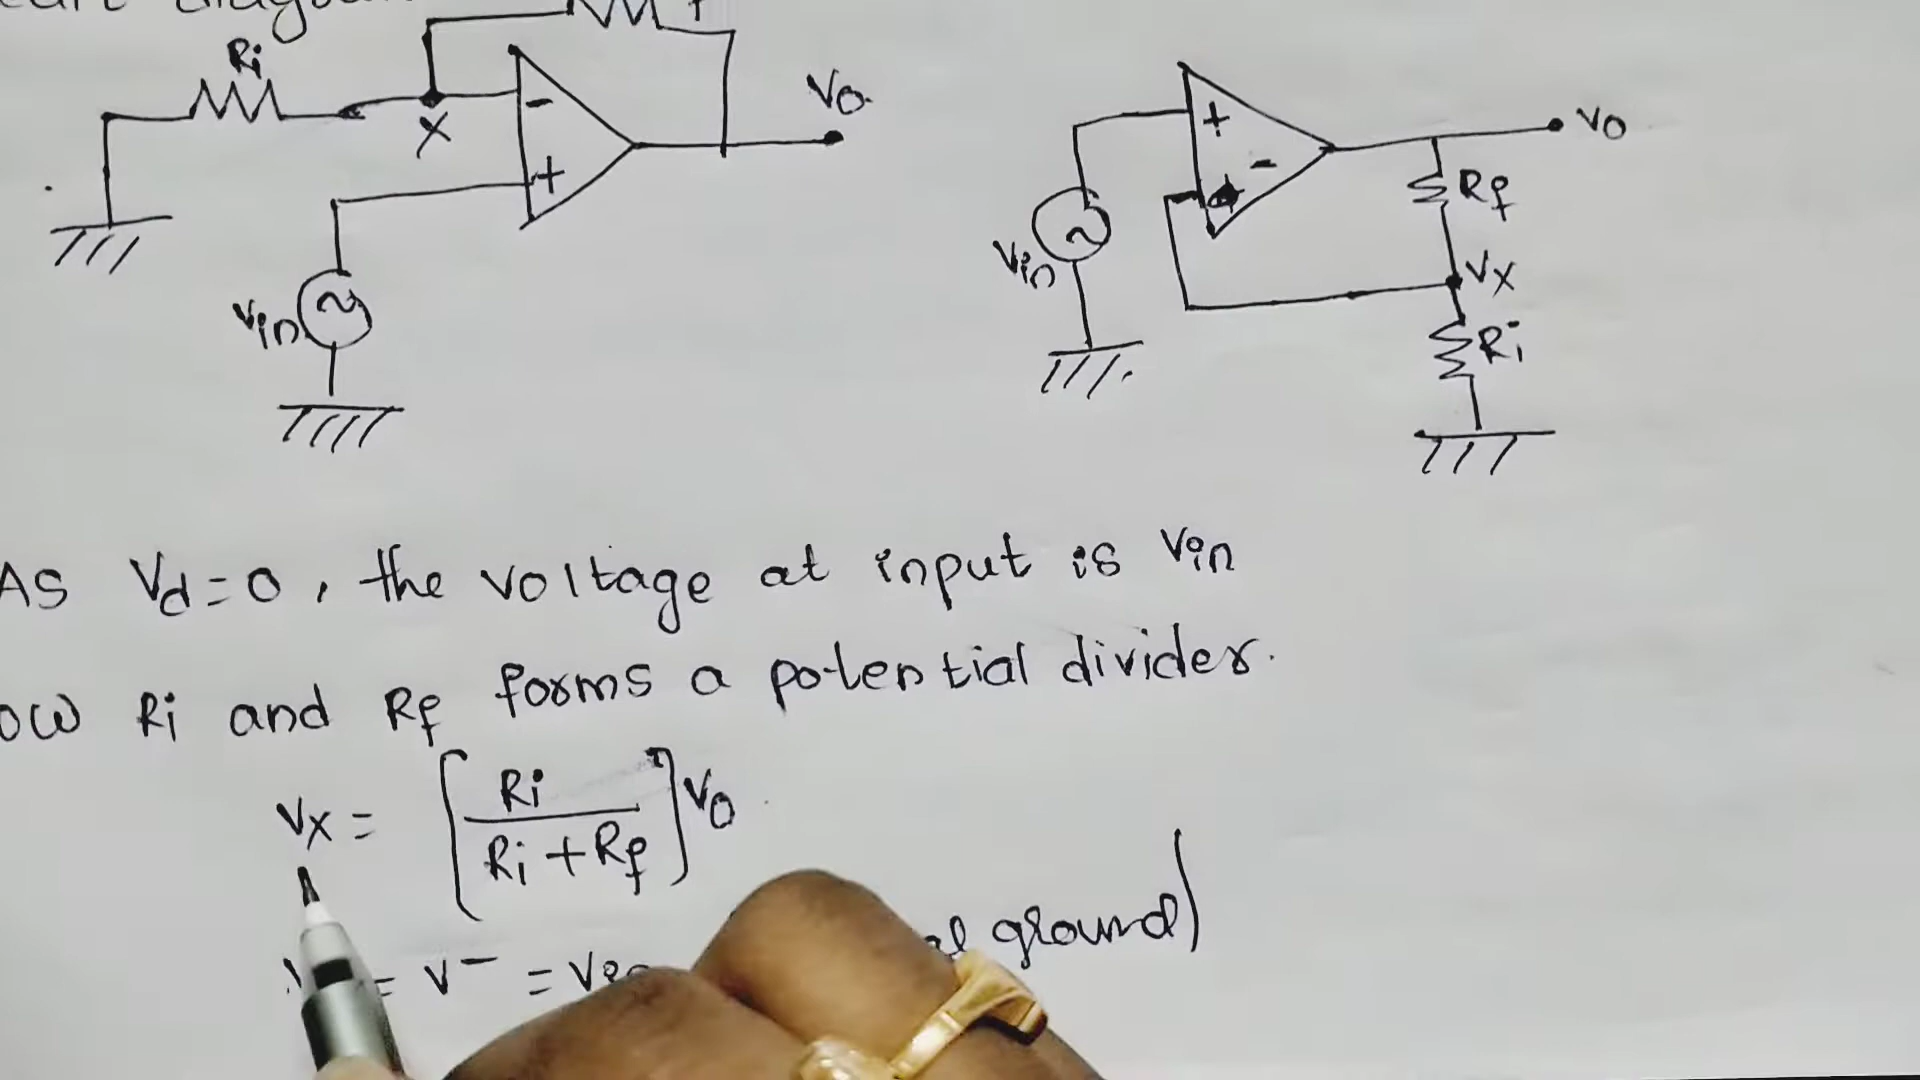 Ri
X
-
+
Vo
Vin
+
-
Vo
Rf
Vx
Ri
Vin
As Vd=0, the voltage at input is Vin
Ri and Rf forms a potential divider.
Vx = [Ri / Ri+Rf] Vo
= V- =
ground)